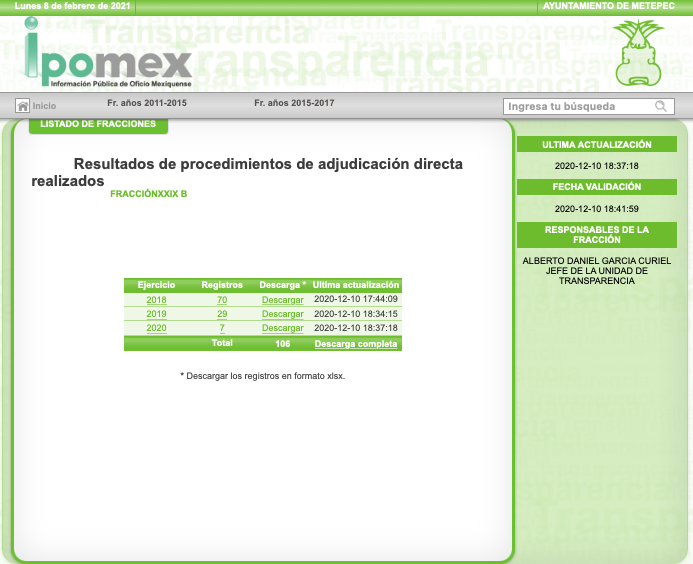 Lunes 8 de febrero de 2021
AYUNTAMIENTO DE METEPEC
ipomex
Información Pública de Oficio Mexiquense
Inicio
Fr. años 2011-2015
Fr. años 2015-2017
Ingresa tu búsqueda
LISTADO DE FRACCIONES
Resultados de procedimientos de adjudicación directa
realizados
FRACCIÓNXXIX B
Ejercicio Registros Descarga * Ultima actualización
2018 70 Descargar 2020-12-10 17:44:09
2019 29 Descargar 2020-12-10 18:34:15
2020 7 Descargar 2020-12-10 18:37:18
Total 106 Descarga completa
* Descargar los registros en formato xlsx.
ULTIMA ACTUALIZACIÓN
2020-12-10 18:37:18
FECHA VALIDACIÓN
2020-12-10 18:41:59
RESPONSABLES DE LA
FRACCIÓN
ALBERTO DANIEL GARCIA CURIEL
JEFE DE LA UNIDAD DE
TRANSPARENCIA